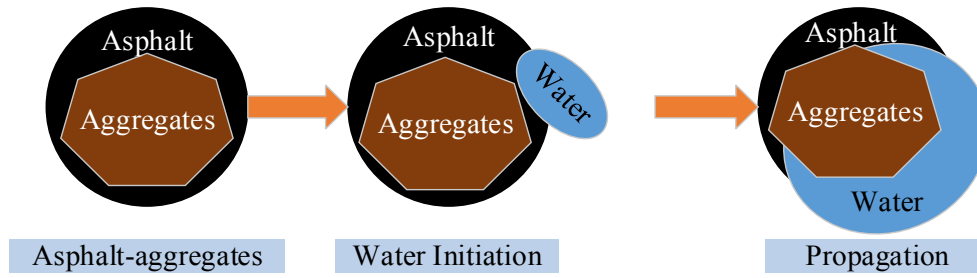 Asphalt
Aggregates
Asphalt-aggregates
Asphalt
Water
Aggregates
Water Initiation
Asphalt
Aggregates
Water
Propagation